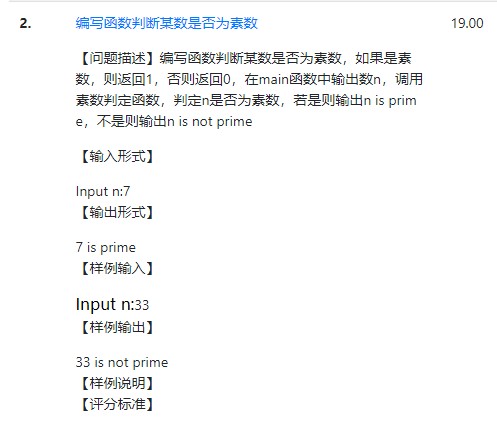 2. 编写函数判断某数是否为素数 19.00
【问题描述】编写函数判断某数是否为素数，如果是素
数，则返回1，否则返回0，在main函数中输出数n，调用
素数判定函数，判定n是否为素数，若是则输出n is prim
e，不是则输出n is not prime
【输入形式】
Input n:7
【输出形式】
7 is prime
【样例输入】
Input n:33
【样例输出】
33 is not prime
【样例说明】
【评分标准】